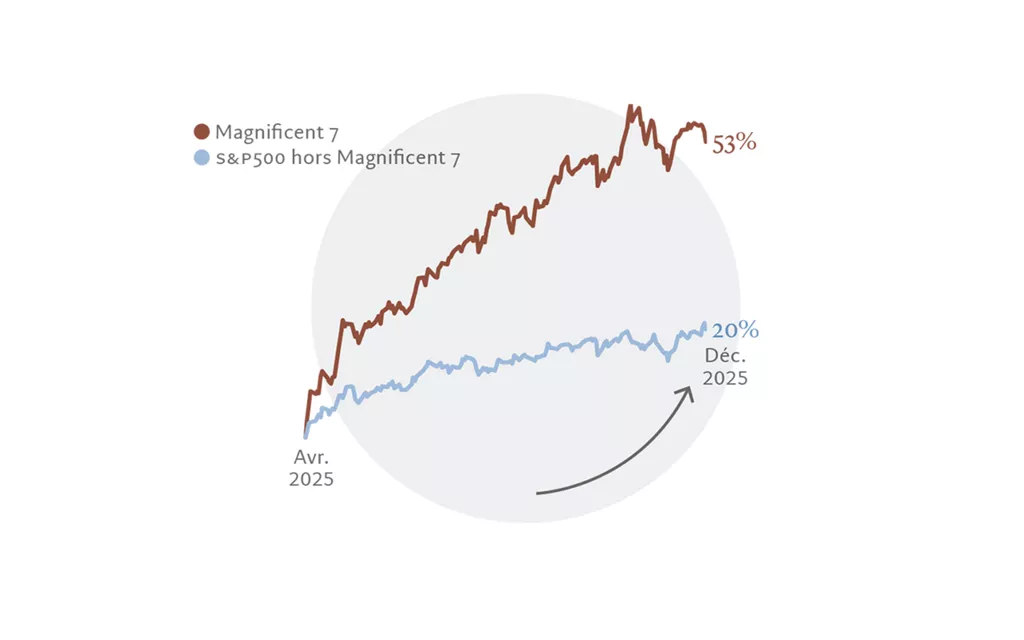 Magnificent 7
S&P500 hors Magnificent 7
53%
20%
Déc.
2025
Avr.
2025